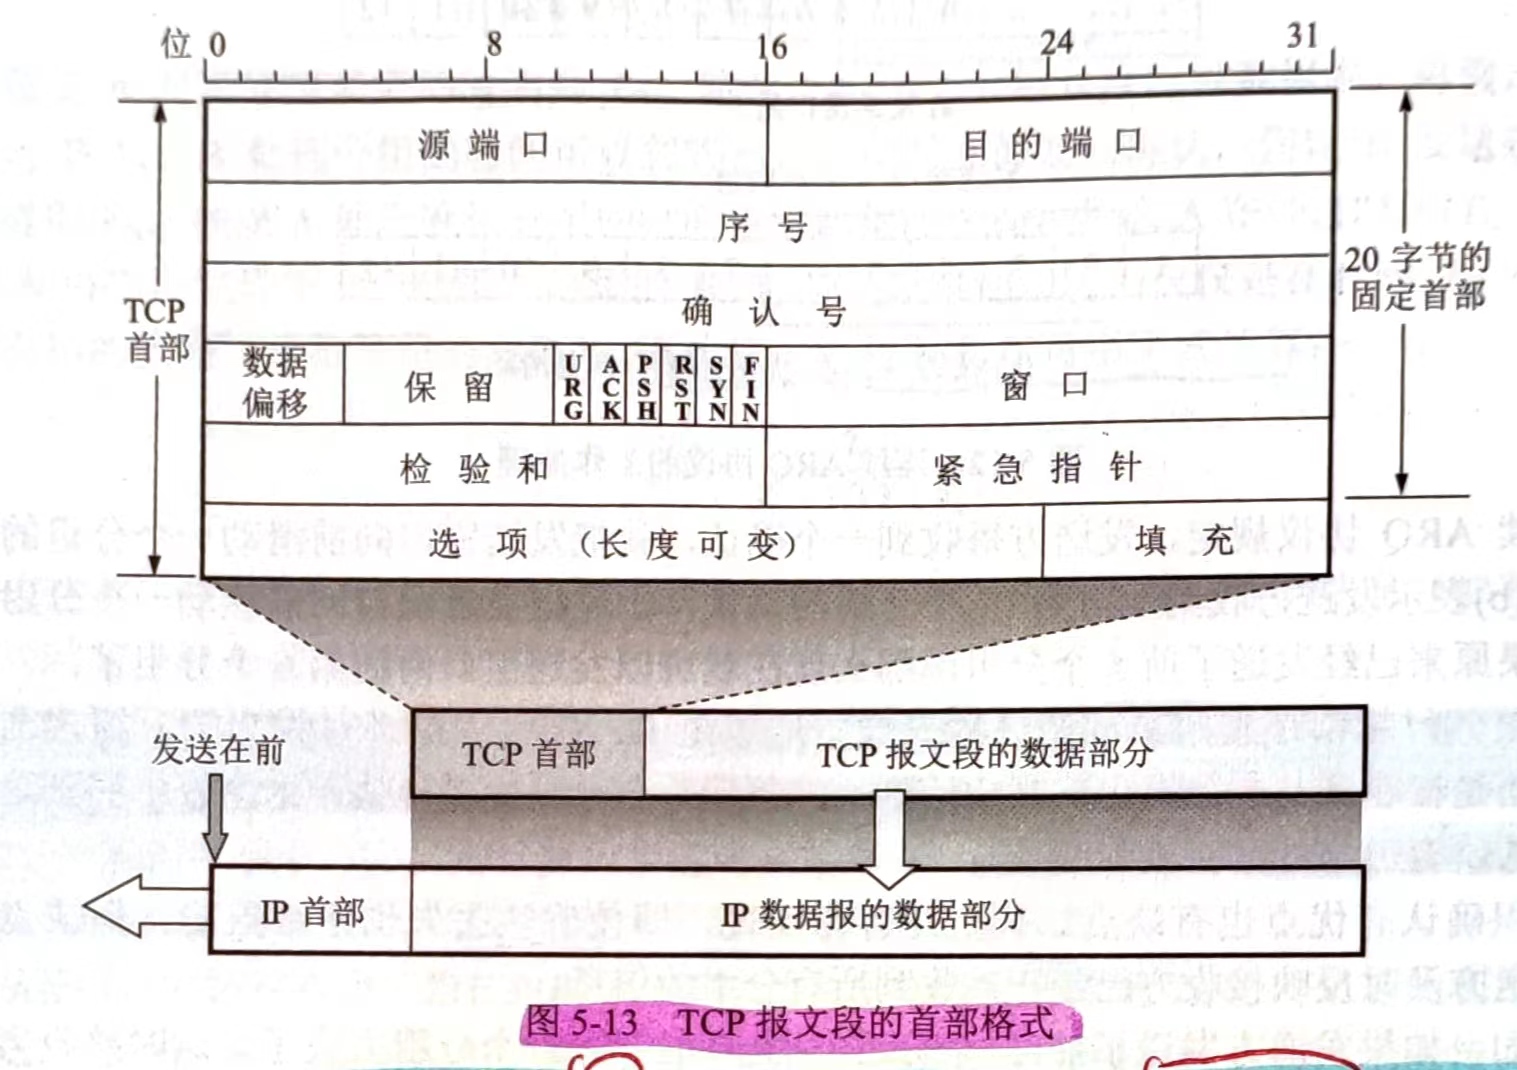 位 0 8 16 24 31
源端口 目的端口
序号
确认号
数据偏移 保留 URG ACK PSH RST SYN FIN 窗口
检验和 紧急指针
选项（长度可变） 填充
TCP
首部
20 字节的
固定首部
发送在前
TCP 首部 TCP 报文段的数据部分
IP 首部 IP 数据报的数据部分
图 5-13 TCP 报文段的首部格式